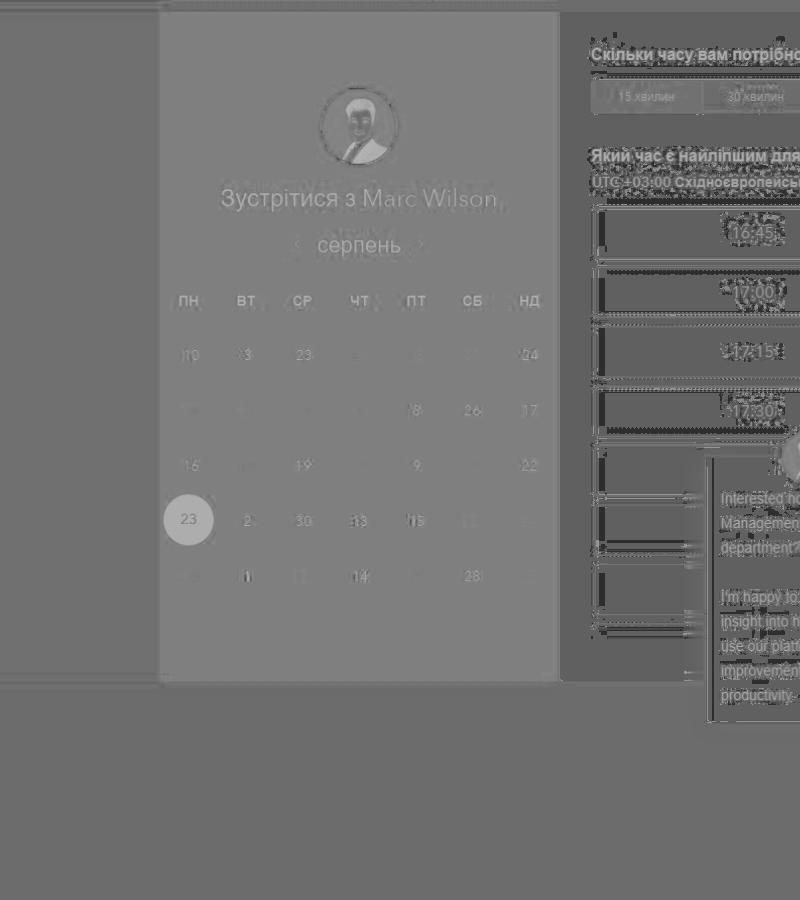 Зустрітися з Marc Wilson
‹ серпень ›
ПН ВТ СР ЧТ ПТ СБ НД
10 3 23 24
8 26 17
16 19 9 22
23 2 30 13 15
1 14 28
Скільки часу вам потрібно
15 хвилин 30 хвилин
Який час є найліпшим для
UTC +03:00 Східноєвропейсь
16:45
17:00
17:15
17:30
Interested ho
Managemen
department?
I'm happy to
insight into h
use our platf
improvement
productivity.